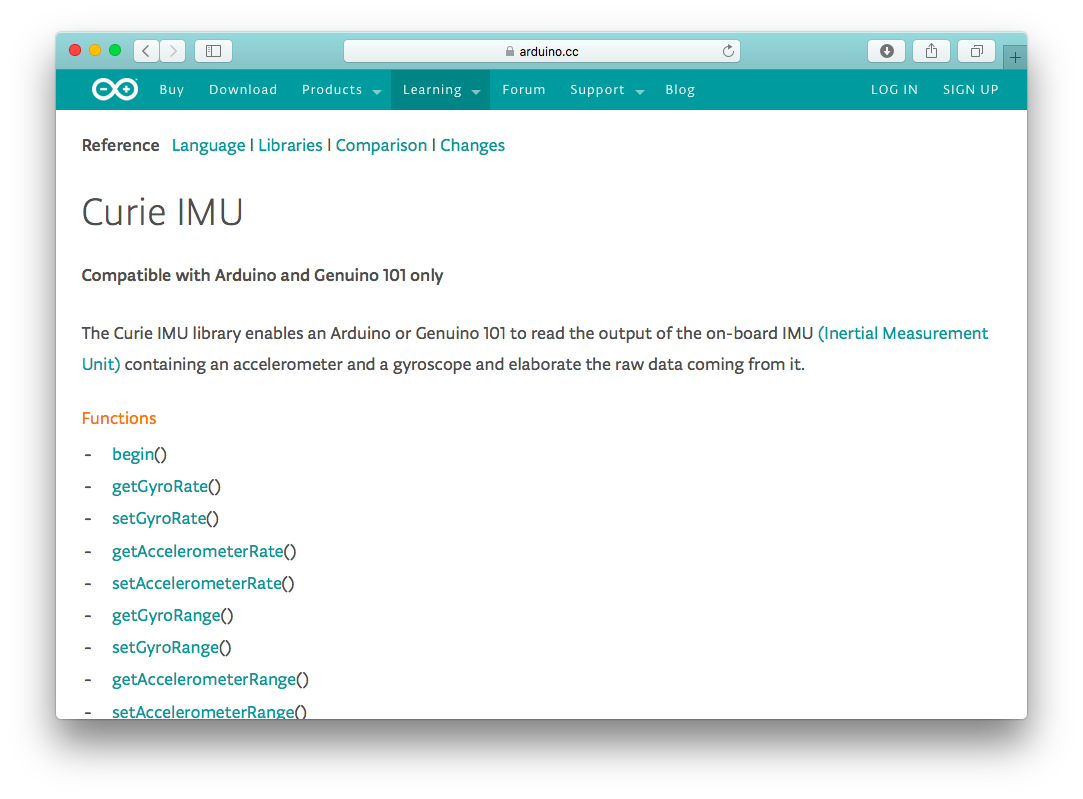 arduino.cc
Buy Download Products Learning Forum Support Blog LOG IN SIGN UP
Reference Language | Libraries | Comparison | Changes
Curie IMU
Compatible with Arduino and Genuino 101 only
The Curie IMU library enables an Arduino or Genuino 101 to read the output of the on-board IMU (Inertial Measurement
Unit) containing an accelerometer and a gyroscope and elaborate the raw data coming from it.
Functions
- begin()
- getGyroRate()
- setGyroRate()
- getAccelerometerRate()
- setAccelerometerRate()
- getGyroRange()
- setGyroRange()
- getAccelerometerRange()
- setAccelerometerRange()